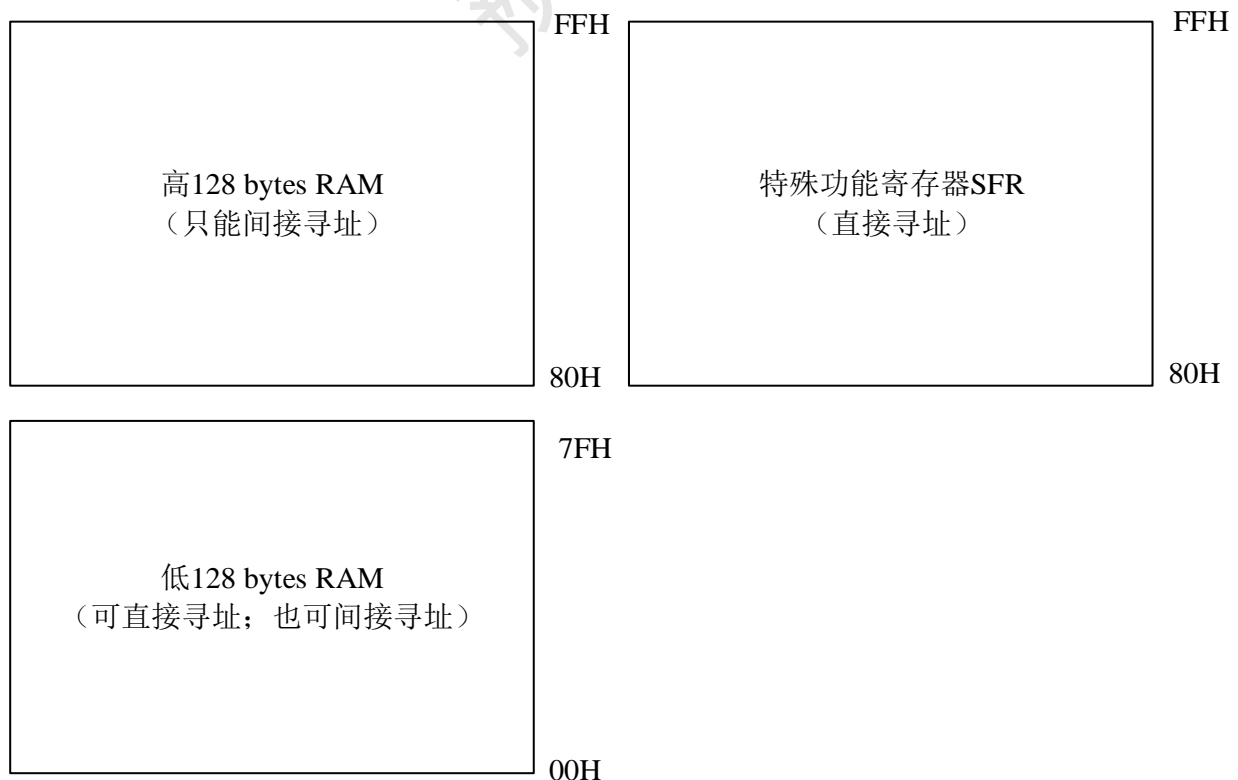 FFH
FFH
高128 bytes RAM
（只能间接寻址）
特殊功能寄存器SFR
（直接寻址）
80H
80H
7FH
低128 bytes RAM
（可直接寻址；也可间接寻址）
00H